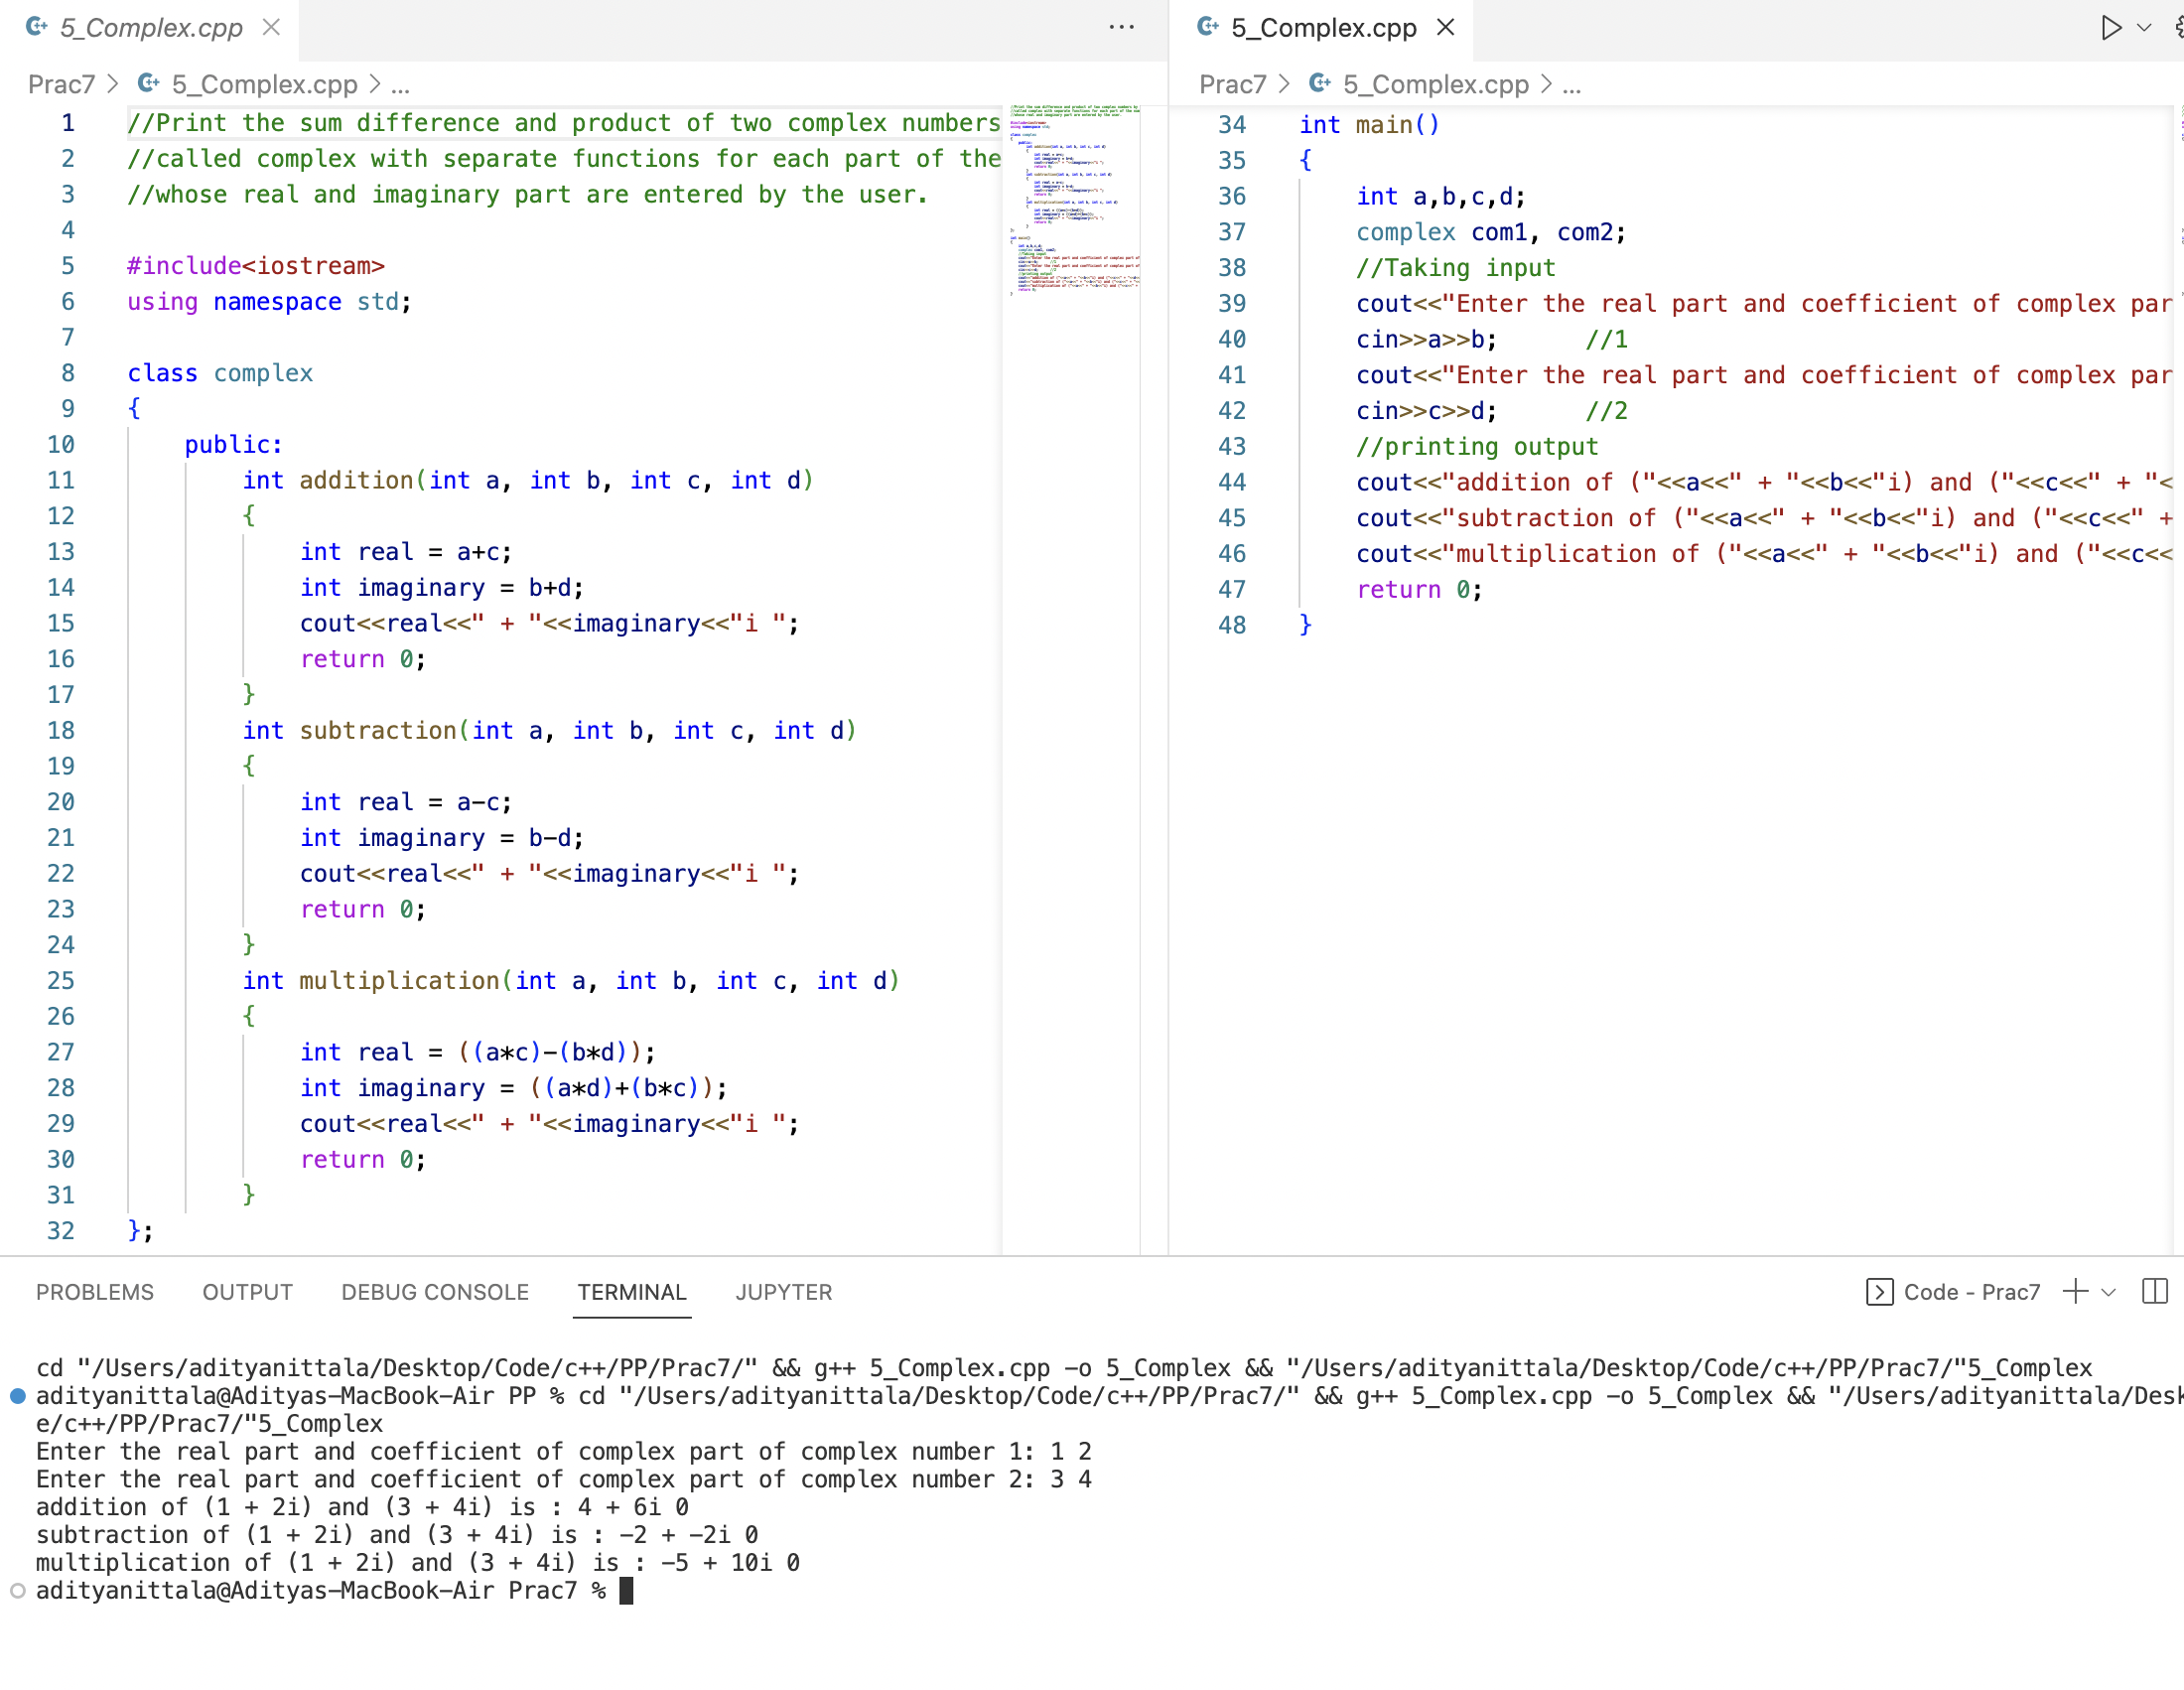 5_Complex.cpp
Prac7 > 5_Complex.cpp > ...
1 //Print the sum difference and product of two complex numbers
2 //called complex with separate functions for each part of the
3 //whose real and imaginary part are entered by the user.
4
5 #include<iostream>
6 using namespace std;
7
8 class complex
9 {
10 public:
11 int addition(int a, int b, int c, int d)
12 {
13 int real = a+c;
14 int imaginary = b+d;
15 cout<<real<<" + "<<imaginary<<"i ";
16 return 0;
17 }
18 int subtraction(int a, int b, int c, int d)
19 {
20 int real = a-c;
21 int imaginary = b-d;
22 cout<<real<<" + "<<imaginary<<"i ";
23 return 0;
24 }
25 int multiplication(int a, int b, int c, int d)
26 {
27 int real = ((a*c)-(b*d));
28 int imaginary = ((a*d)+(b*c));
29 cout<<real<<" + "<<imaginary<<"i ";
30 return 0;
31 }
32 };
5_Complex.cpp
Prac7 > 5_Complex.cpp > ...
34 int main()
35 {
36 int a,b,c,d;
37 complex com1, com2;
38 //Taking input
39 cout<<"Enter the real part and coefficient of complex par
40 cin>>a>>b; //1
41 cout<<"Enter the real part and coefficient of complex par
42 cin>>c>>d; //2
43 //printing output
44 cout<<"addition of ("<<a<<" + "<<b<<"i) and ("<<c<<" + "<
45 cout<<"subtraction of ("<<a<<" + "<<b<<"i) and ("<<c<<" +
46 cout<<"multiplication of ("<<a<<" + "<<b<<"i) and ("<<c<<
47 return 0;
48 }
PROBLEMS OUTPUT DEBUG CONSOLE TERMINAL JUPYTER Code - Prac7
cd "/Users/adityanittala/Desktop/Code/c++/PP/Prac7/" && g++ 5_Complex.cpp -o 5_Complex && "/Users/adityanittala/Desktop/Code/c++/PP/Prac7/"5_Complex
adityanittala@Adityas-MacBook-Air PP % cd "/Users/adityanittala/Desktop/Code/c++/PP/Prac7/" && g++ 5_Complex.cpp -o 5_Complex && "/Users/adityanittala/Desk
e/c++/PP/Prac7/"5_Complex
Enter the real part and coefficient of complex part of complex number 1: 1 2
Enter the real part and coefficient of complex part of complex number 2: 3 4
addition of (1 + 2i) and (3 + 4i) is : 4 + 6i 0
subtraction of (1 + 2i) and (3 + 4i) is : -2 + -2i 0
multiplication of (1 + 2i) and (3 + 4i) is : -5 + 10i 0
adityanittala@Adityas-MacBook-Air Prac7 %